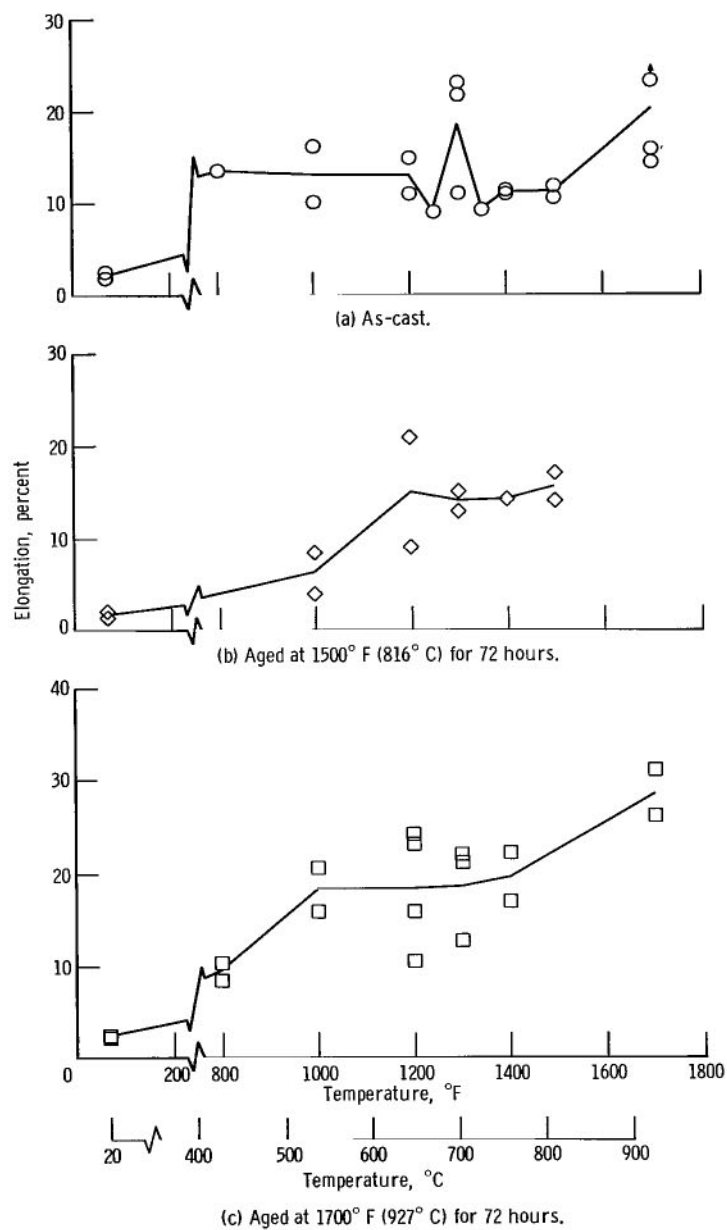 30
20
10
0
(a) As-cast.
30
20
10
0
Elongation, percent
(b) Aged at 1500° F (816° C) for 72 hours.
40
30
20
10
0 200 800 1000 1200 1400 1600 1800
Temperature, °F
20 400 500 600 700 800 900
Temperature, °C
(c) Aged at 1700° F (927° C) for 72 hours.